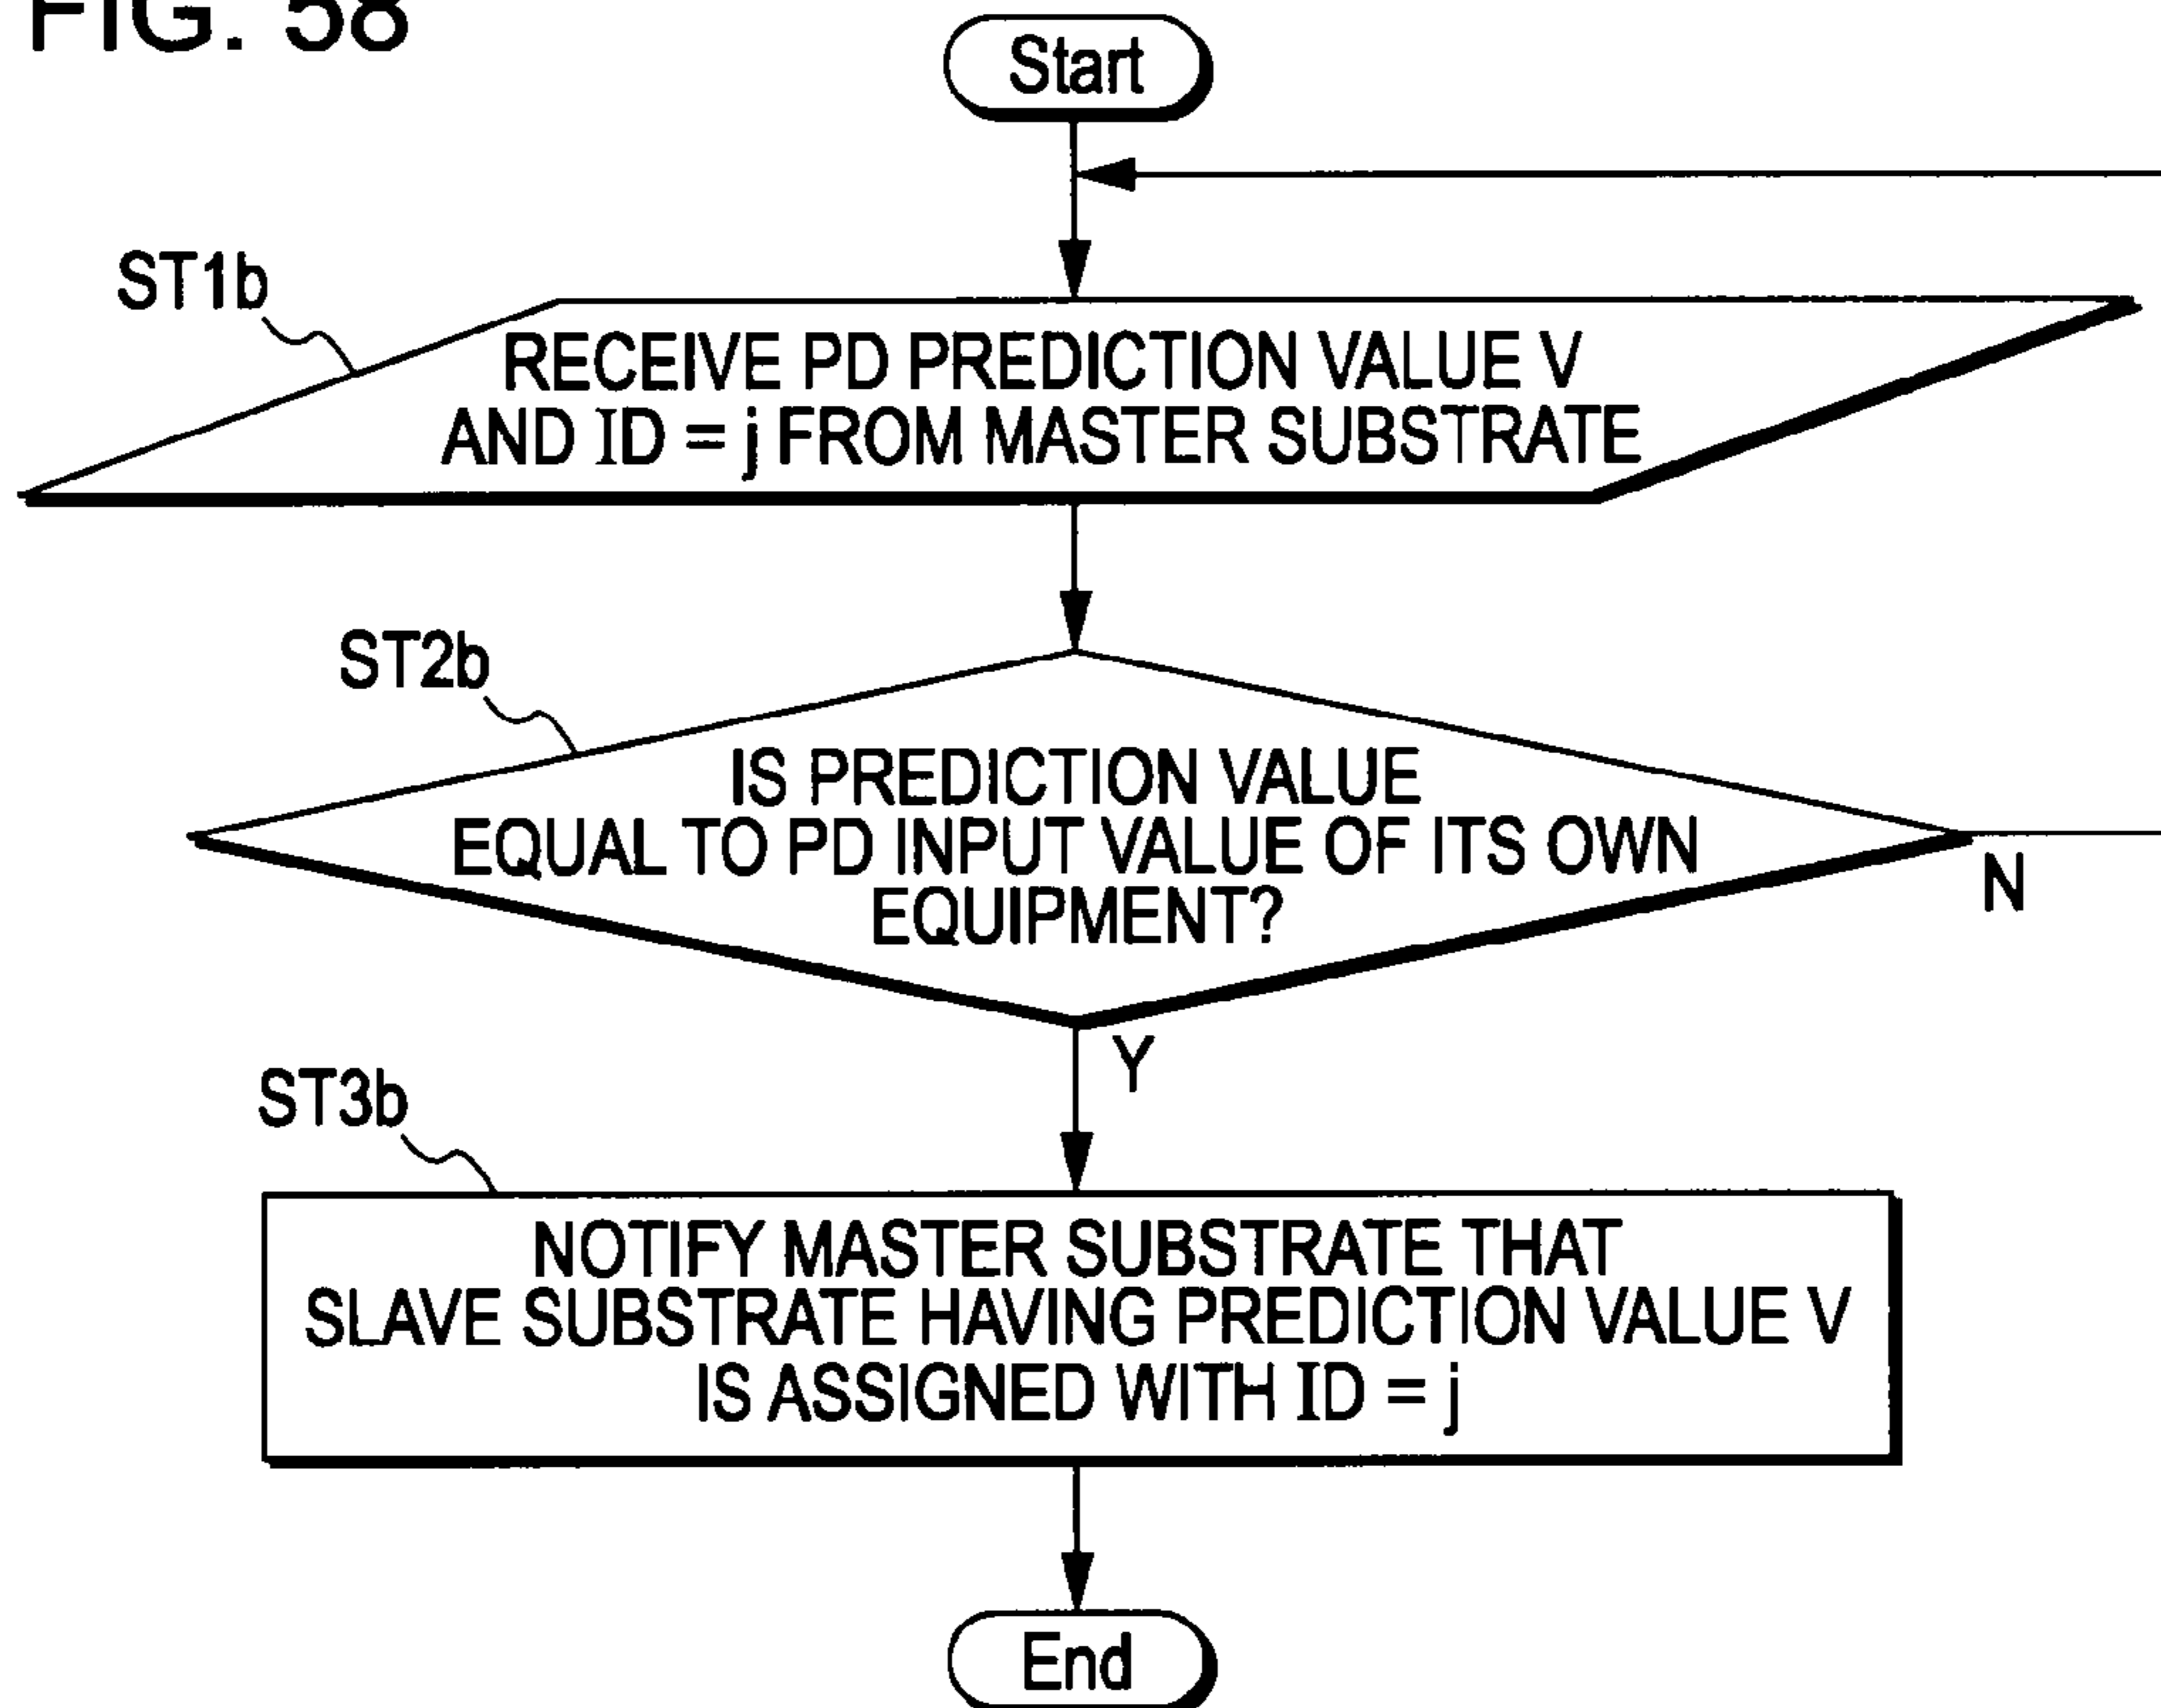 FIG. 58
Start
ST1b
RECEIVE PD PREDICTION VALUE V
AND ID = j FROM MASTER SUBSTRATE
ST2b
IS PREDICTION VALUE
EQUAL TO PD INPUT VALUE OF ITS OWN
EQUIPMENT?
N
Y
ST3b
NOTIFY MASTER SUBSTRATE THAT
SLAVE SUBSTRATE HAVING PREDICTION VALUE V
IS ASSIGNED WITH ID = j
End